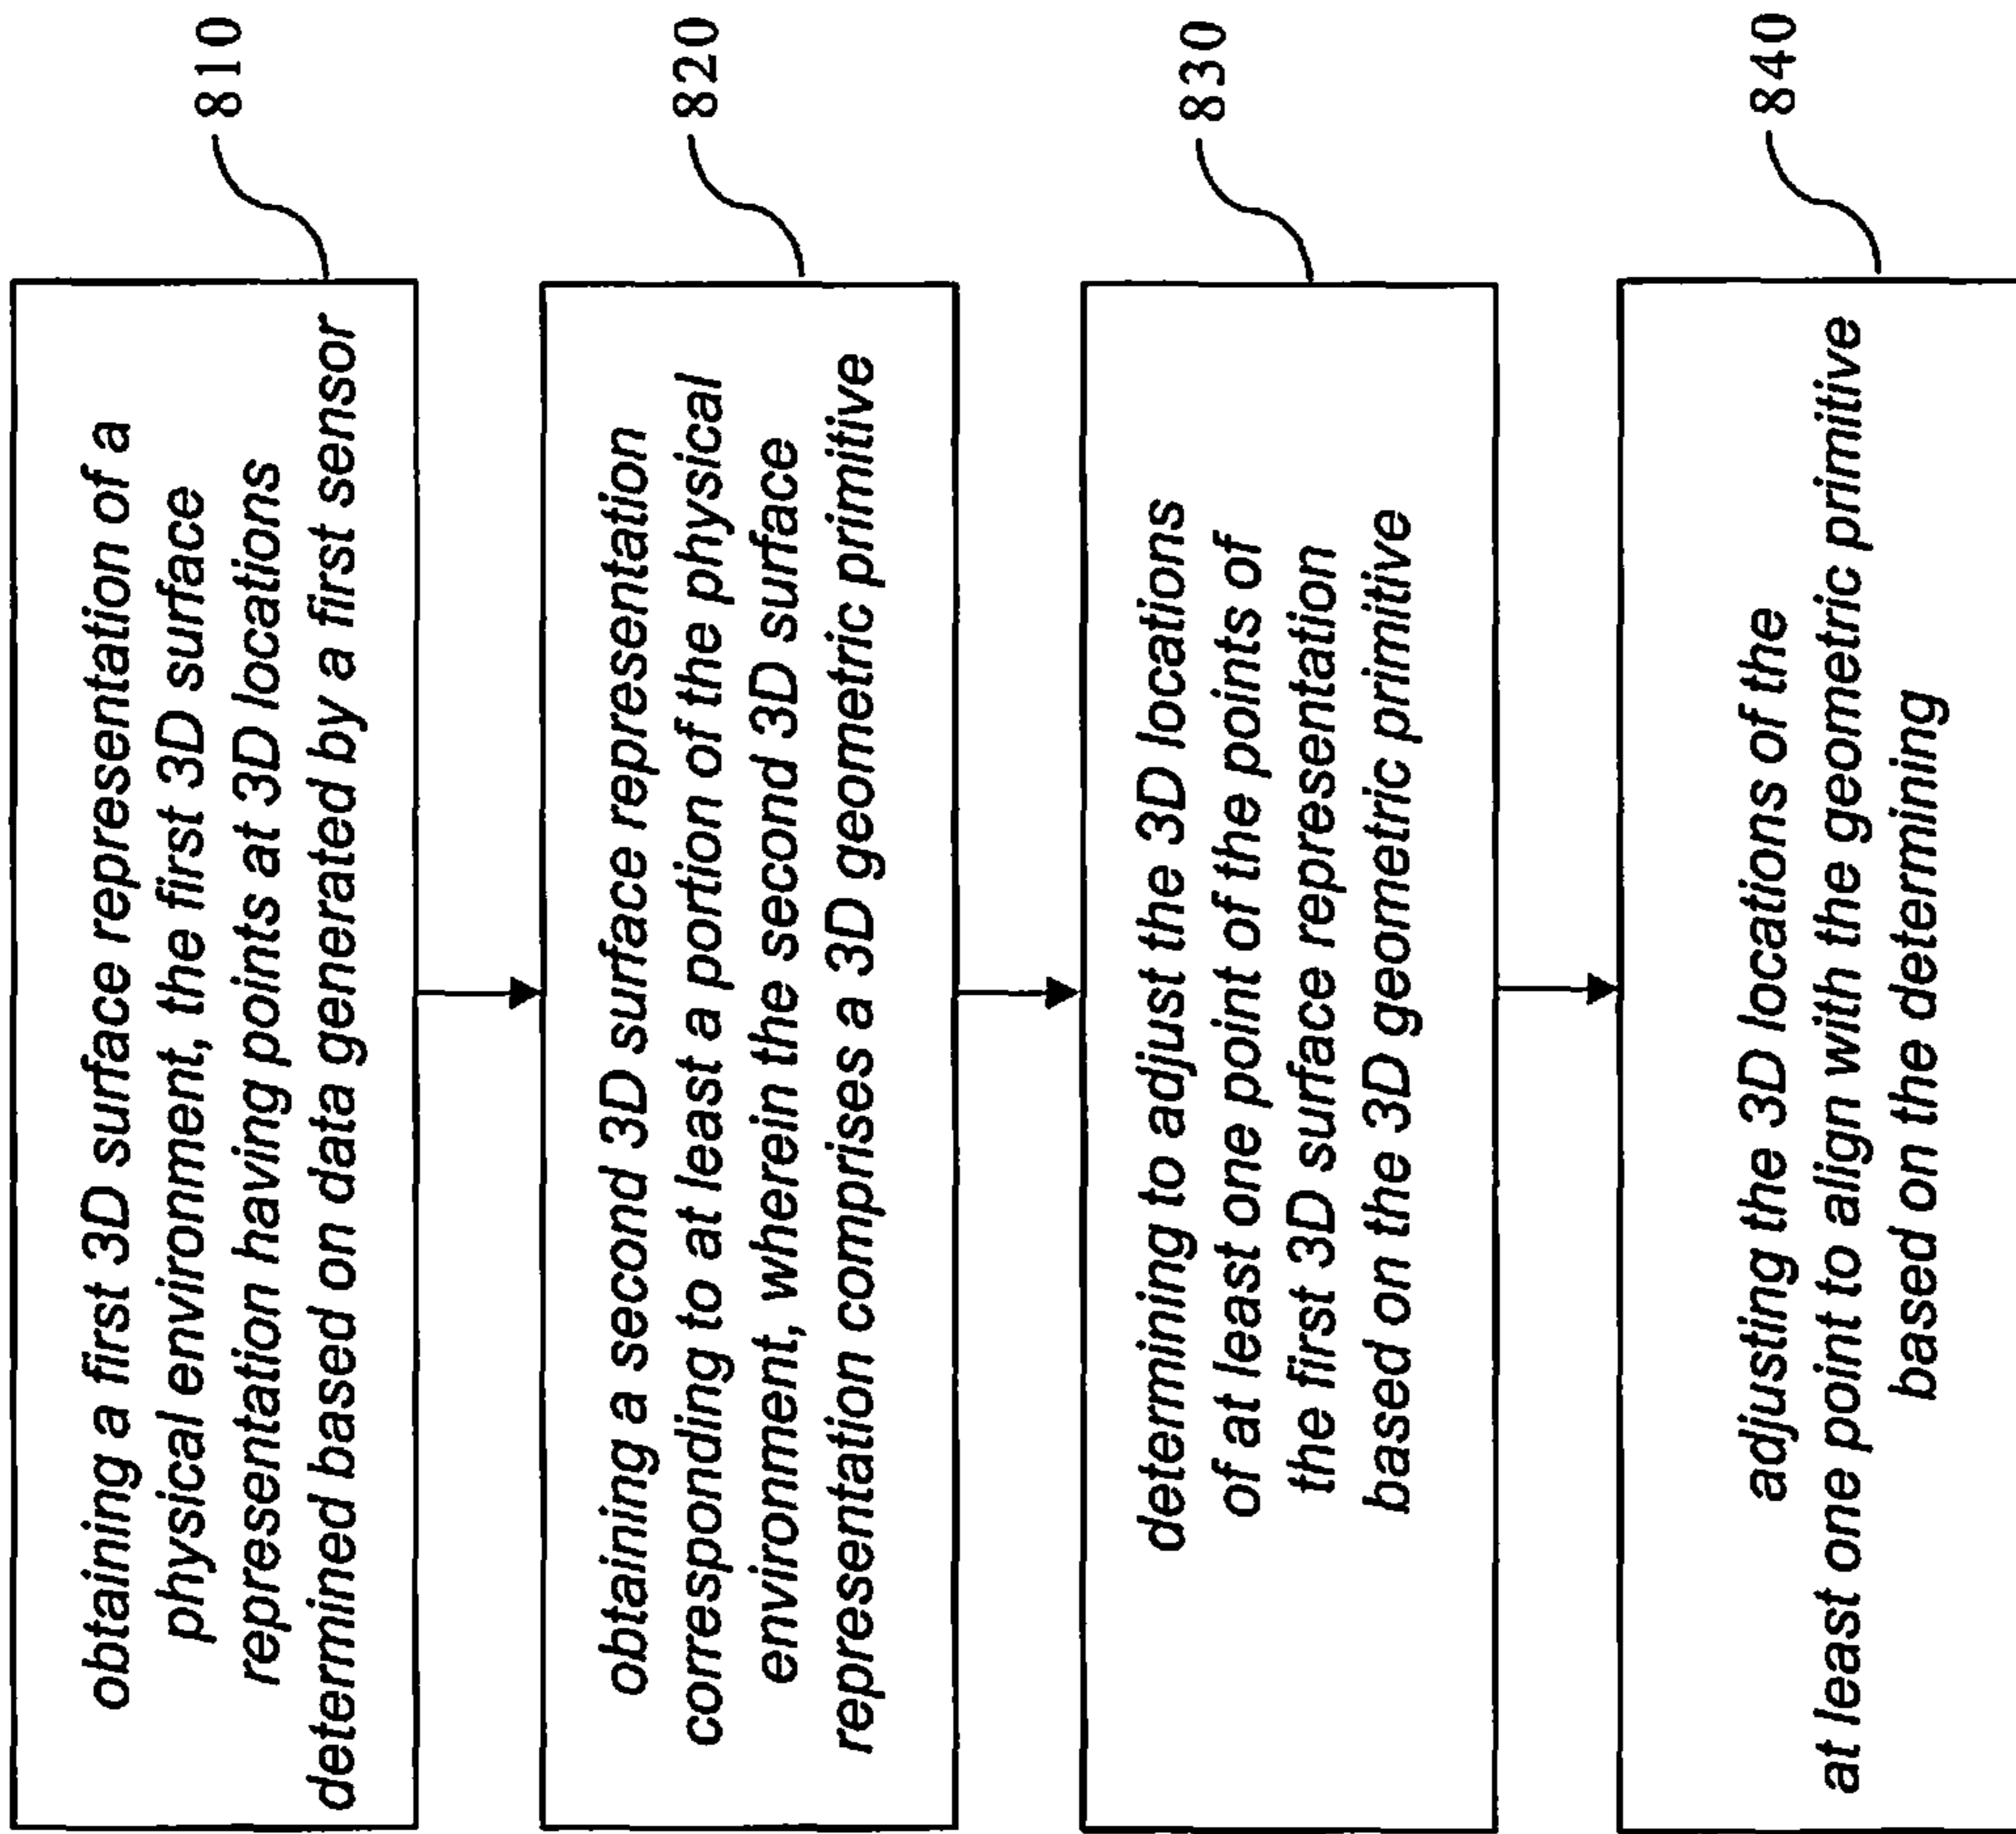 obtaining a first 3D surface representation of a
physical environment, the first 3D surface
representation having points at 3D locations
determined based on data generated by a first sensor
810
obtaining a second 3D surface representation
corresponding to at least a portion of the physical
environment, wherein the second 3D surface
representation comprises a 3D geometric primitive
820
determining to adjust the 3D locations
of at least one point of the points of
the first 3D surface representation
based on the 3D geometric primitive
830
adjusting the 3D locations of the
at least one point to align with the geometric primitive
based on the determining
840